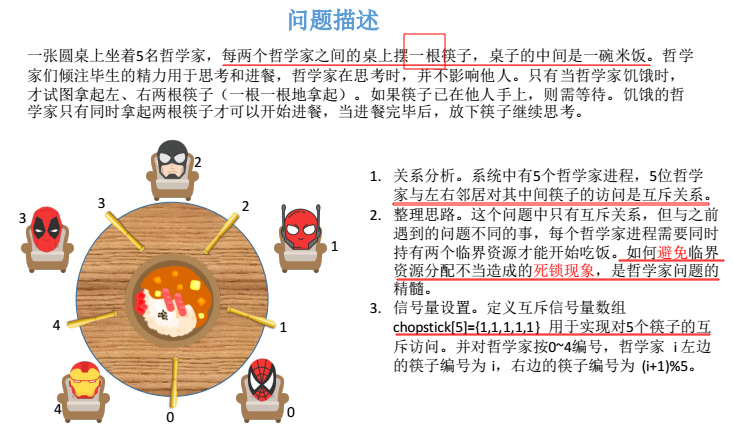 问题描述
一张圆桌上坐着5名哲学家，每两个哲学家之间的桌上摆一根筷子，桌子的中间是一碗米饭。哲学
家们倾注毕生的精力用于思考和进餐，哲学家在思考时，并不影响他人。只有当哲学家饥饿时，
才试图拿起左、右两根筷子（一根一根地拿起）。如果筷子已在他人手上，则需等待。饥饿的哲
学家只有同时拿起两根筷子才可以开始进餐，当进餐完毕后，放下筷子继续思考。
2
3
2
3
1
4
1
4
0
0
1. 关系分析。系统中有5个哲学家进程，5位哲学
家与左右邻居对其中间筷子的访问是互斥关系。
2. 整理思路。这个问题中只有互斥关系，但与之前
遇到的问题不同的事，每个哲学家进程需要同时
持有两个临界资源才能开始吃饭。如何避免临界
资源分配不当造成的死锁现象，是哲学家问题的
精髓。
3. 信号量设置。定义互斥信号量数组
chopstick[5]={1,1,1,1,1} 用于实现对5个筷子的互
斥访问。并对哲学家按0~4编号，哲学家 i 左边
的筷子编号为 i，右边的筷子编号为 (i+1)%5。